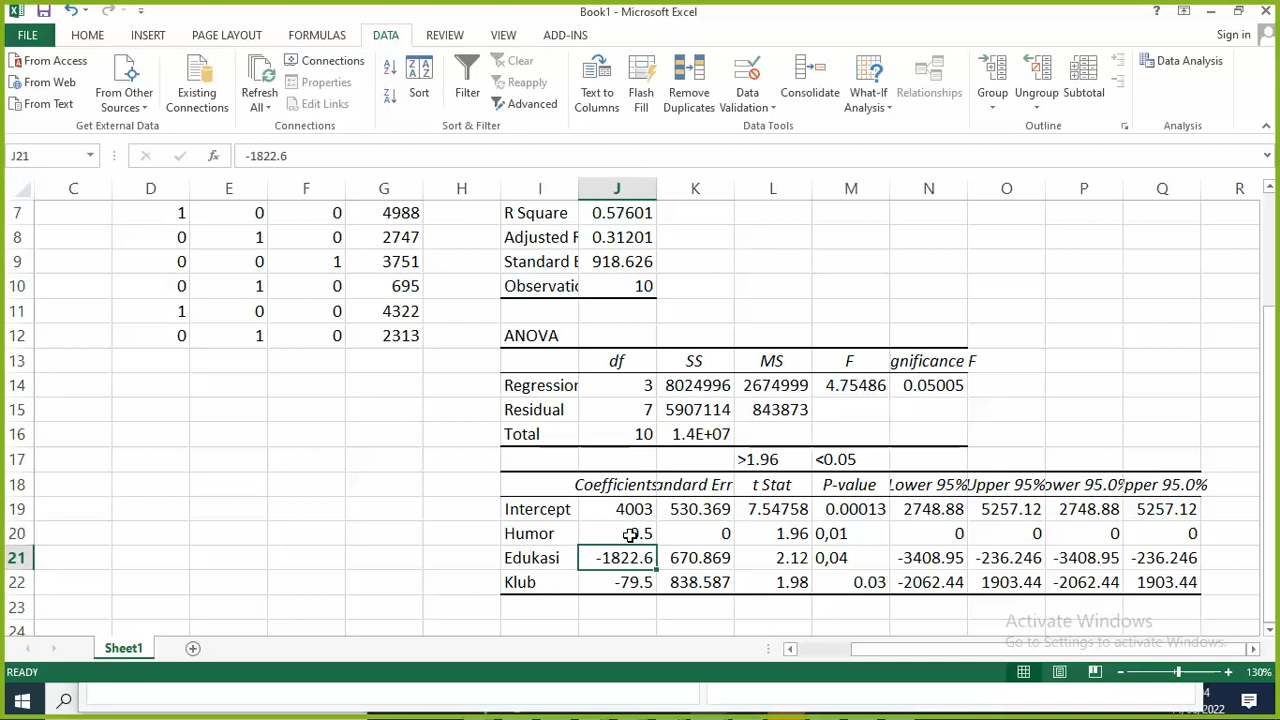 Book1 - Microsoft Excel
FILE HOME INSERT PAGE LAYOUT FORMULAS DATA REVIEW VIEW ADD-INS Sign in
From Access
From Web
From Text
From Other Sources
Existing Connections
Get External Data
Refresh All
Connections
Properties
Edit Links
Connections
Sort
Filter
Clear
Reapply
Advanced
Sort & Filter
Text to Columns
Flash Fill
Remove Duplicates
Data Validation
Consolidate
What-If Analysis
Relationships
Data Tools
Group
Ungroup
Subtotal
Outline
Data Analysis
Analysis
J21 fx -1822.6
C D E F G H I J K L M N O P Q R
7 1 0 0 4988 R Square 0.57601
8 0 1 0 2747 Adjusted 0.31201
9 0 0 1 3751 Standard 918.626
10 0 1 0 695 Observatio 10
11 1 0 0 4322
12 0 1 0 2313 ANOVA
13 df SS MS F gnificance F
14 Regression 3 8024996 2674999 4.75486 0.05005
15 Residual 7 5907114 843873
16 Total 10 1.4E+07
17 >1.96 <0.05
18 Coefficients andard Err t Stat P-value Lower 95% Upper 95% ower 95.0% pper 95.0%
19 Intercept 4003 530.369 7.54758 0.00013 2748.88 5257.12 2748.88 5257.12
20 Humor .5 0 1.96 0,01 0 0 0 0
21 Edukasi -1822.6 670.869 2.12 0,04 -3408.95 -236.246 -3408.95 -236.246
22 Klub -79.5 838.587 1.98 0.03 -2062.44 1903.44 -2062.44 1903.44
23
24
Activate Windows
Go to Settings to activate Windows.
Sheet1
READY 130%